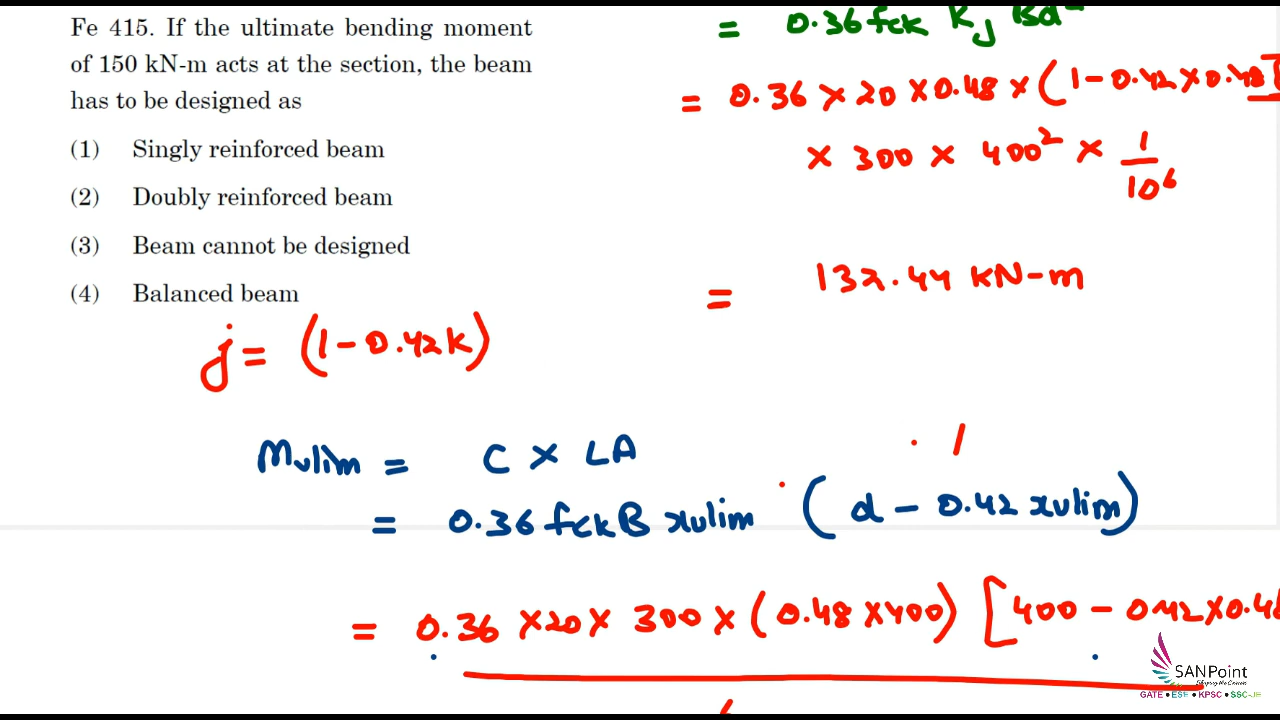 Fe 415. If the ultimate bending moment
of 150 kN-m acts at the section, the beam
has to be designed as
(1) Singly reinforced beam
(2) Doubly reinforced beam
(3) Beam cannot be designed
(4) Balanced beam
= 0.36 fck kj Bd²
= 0.36 × 20 × 0.48 × (1 - 0.42 × 0.48)
× 300 × 400² × 1/10⁶
= 132.44 kN-m
j = (1 - 0.42k)
Mulim = C × LA
= 0.36 fck B xulim (d - 0.42 xulim)
= 0.36 × 20 × 300 × (0.48 × 400) [400 - 0.42 × 0.48
SANPoint
GATE • ESE • KPSC • SSC-JE